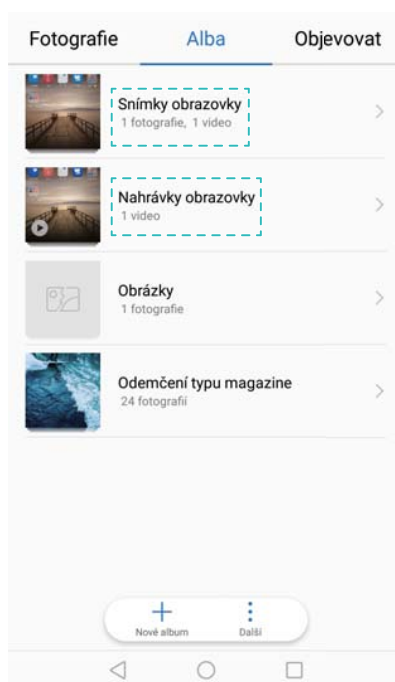 Fotografie Alba Objevovat
Snímky obrazovky
1 fotografie, 1 video
Nahrávky obrazovky
1 video
Obrázky
1 fotografie
Odemčení typu magazine
24 fotografií
Nové album Další